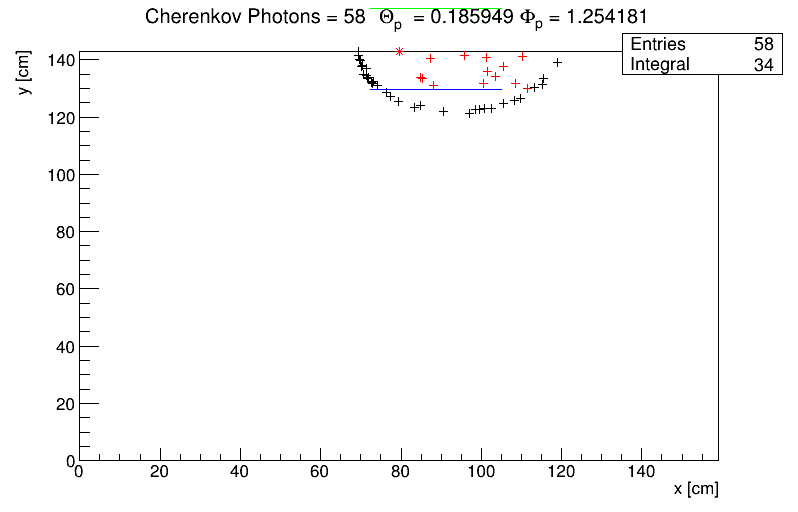 Cherenkov Photons = 58 Θp = 0.185949 Φp = 1.254181
Entries 58
Integral 34
y [cm]
140
120
100
80
60
40
20
0
0 20 40 60 80 100 120 140
x [cm]